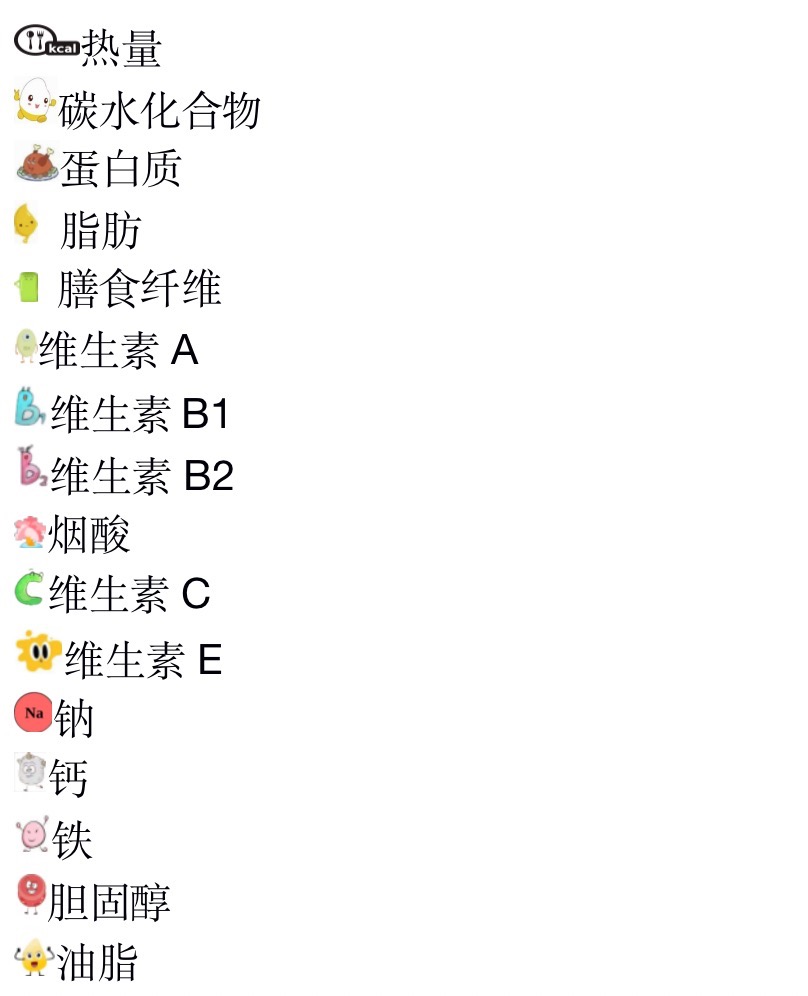 kcal 热量
碳水化合物
蛋白质
脂肪
膳食纤维
维生素 A
B1 维生素 B1
B2 维生素 B2
烟酸
C 维生素 C
维生素 E
Na 钠
钙
铁
胆固醇
油脂